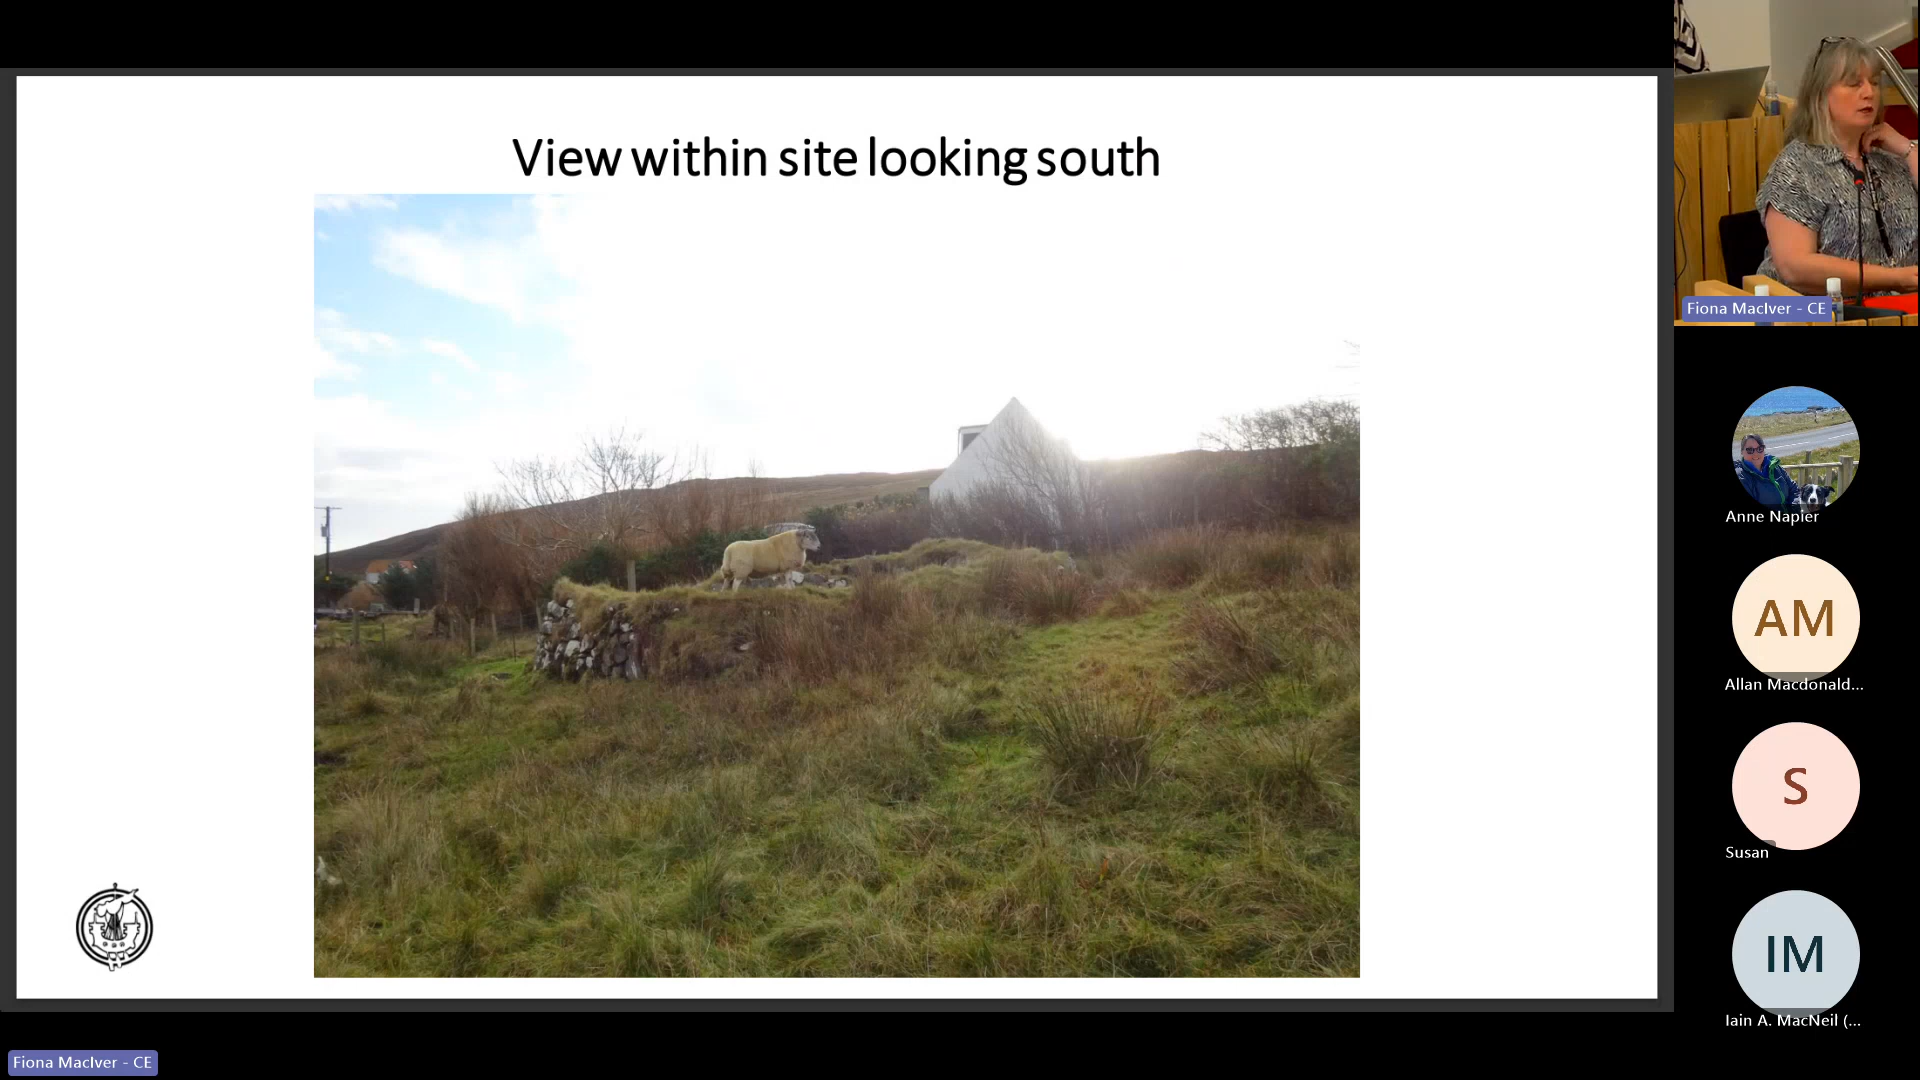 View within site looking south
Fiona MacIver - CE
Anne Napier
AM
Allan Macdonald...
S
Susan
IM
Iain A. MacNeil (...
Fiona MacIver - CE